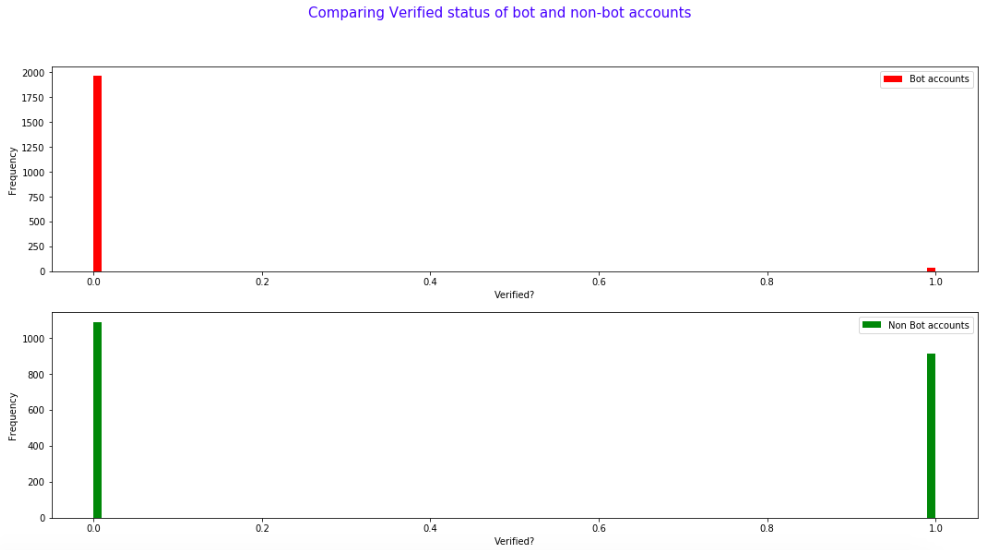 Comparing Verified status of bot and non-bot accounts
2000
1750
1500
1250
1000
750
500
250
0
Frequency
Bot accounts
0.0 0.2 0.4 0.6 0.8 1.0
Verified?
1000
800
600
400
200
0
Frequency
Non Bot accounts
0.0 0.2 0.4 0.6 0.8 1.0
Verified?